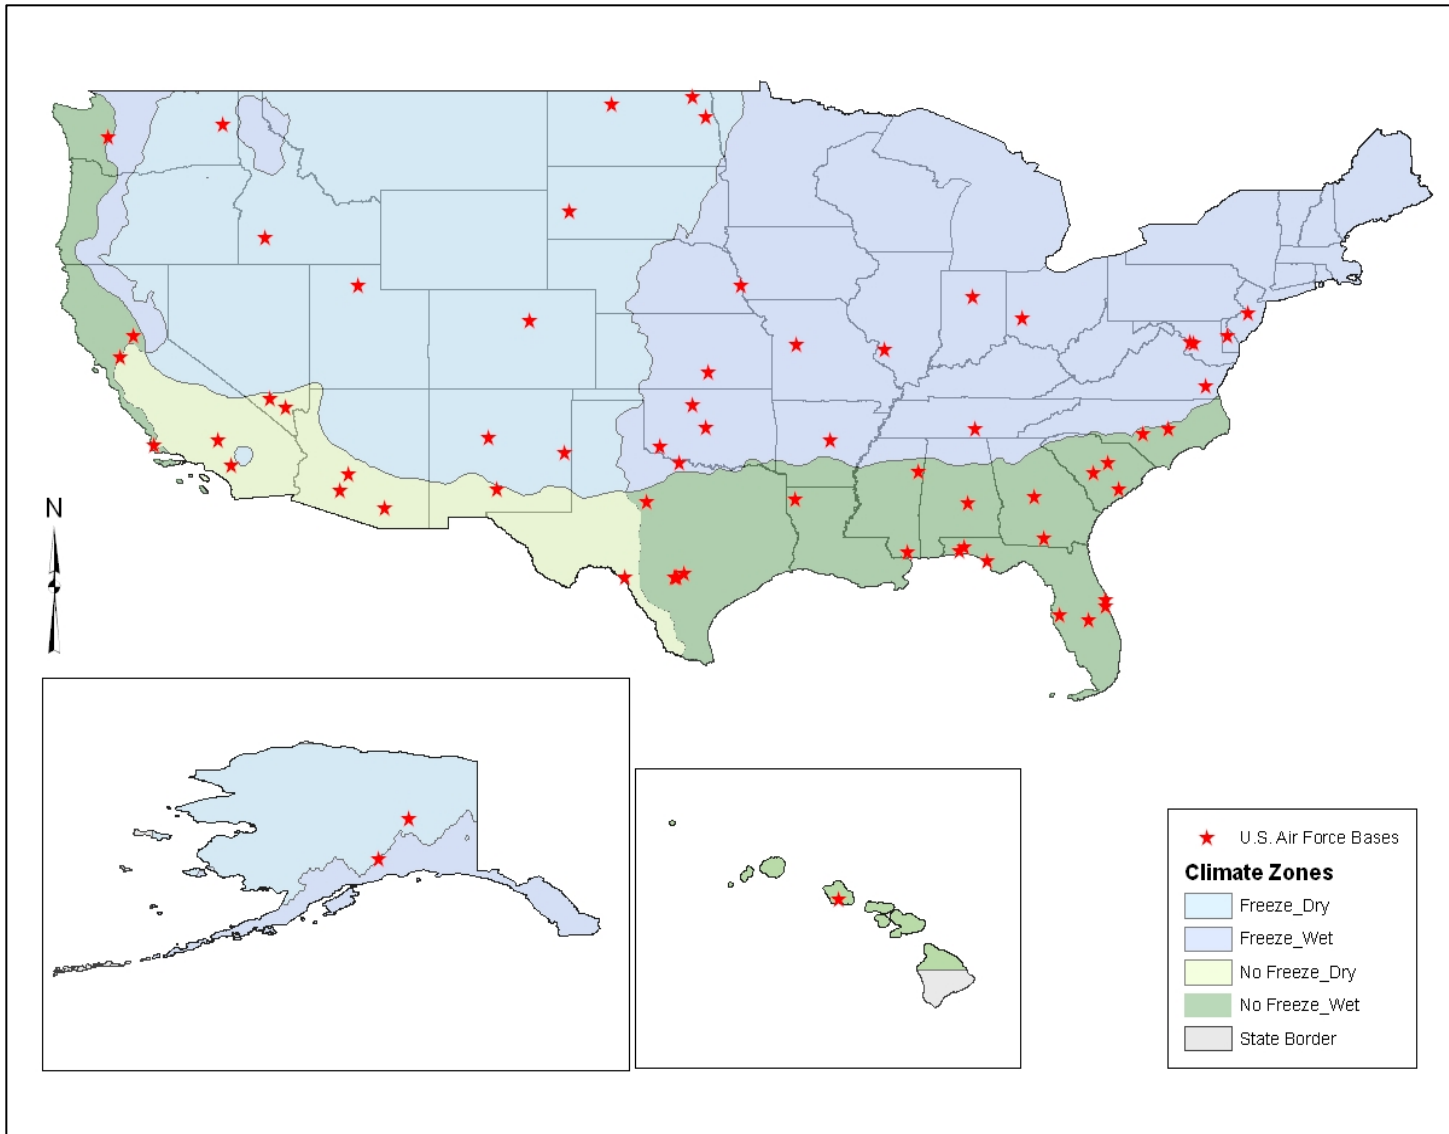 N
U.S. Air Force Bases
Climate Zones
Freeze_Dry
Freeze_Wet
No Freeze_Dry
No Freeze_Wet
State Border